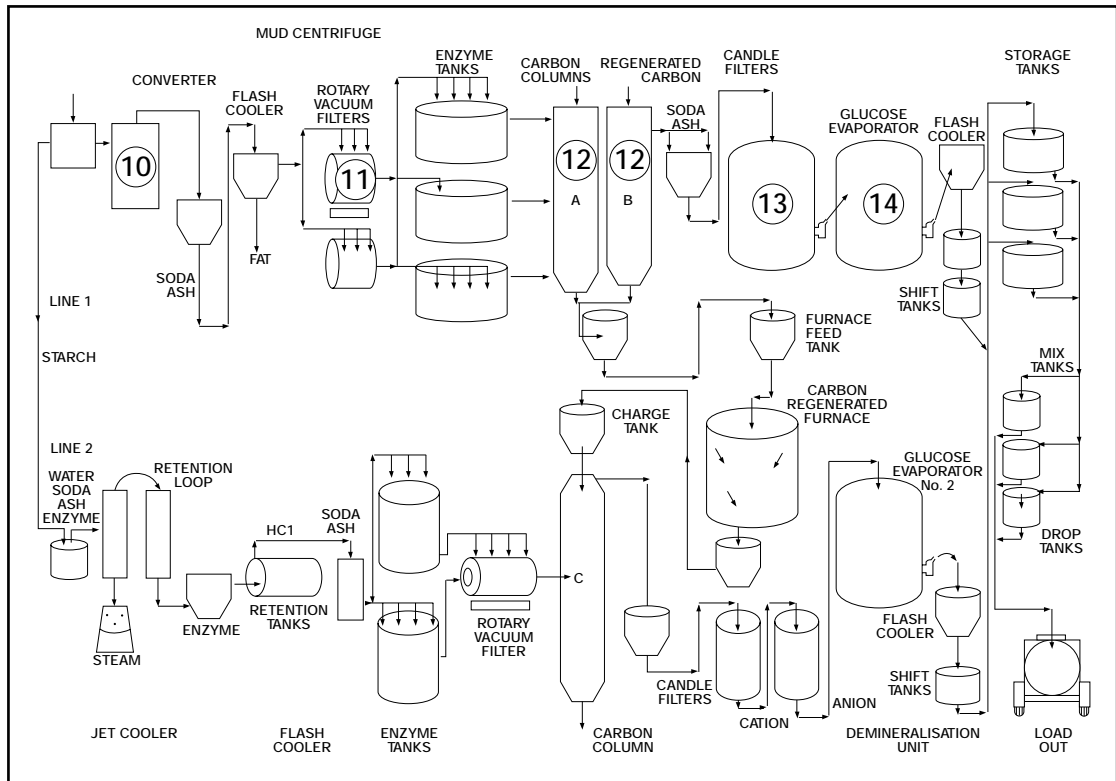 MUD CENTRIFUGE
CONVERTER
FLASH
COOLER
ROTARY
VACUUM
FILTERS
ENZYME
TANKS
CARBON
COLUMNS
REGENERATED
CARBON
SODA
ASH
CANDLE
FILTERS
GLUCOSE
EVAPORATOR
FLASH
COOLER
STORAGE
TANKS
10
11
12
A
12
B
13
14
SODA
ASH
FAT
SHIFT
TANKS
LINE 1
STARCH
FURNACE
FEED
TANK
MIX
TANKS
CHARGE
TANK
CARBON
REGENERATED
FURNACE
LINE 2
WATER
SODA
ASH
ENZYME
RETENTION
LOOP
HC1
SODA
ASH
C
GLUCOSE
EVAPORATOR
No. 2
DROP
TANKS
STEAM
ENZYME
RETENTION
TANKS
ROTARY
VACUUM
FILTER
CANDLE
FILTERS
CATION
ANION
FLASH
COOLER
SHIFT
TANKS
JET COOLER
FLASH
COOLER
ENZYME
TANKS
CARBON
COLUMN
DEMINERALISATION
UNIT
LOAD
OUT